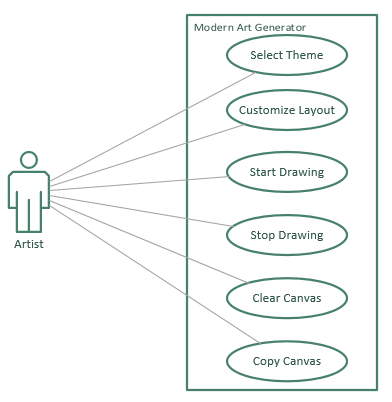 Modern Art Generator
Select Theme
Customize Layout
Start Drawing
Stop Drawing
Artist
Clear Canvas
Copy Canvas